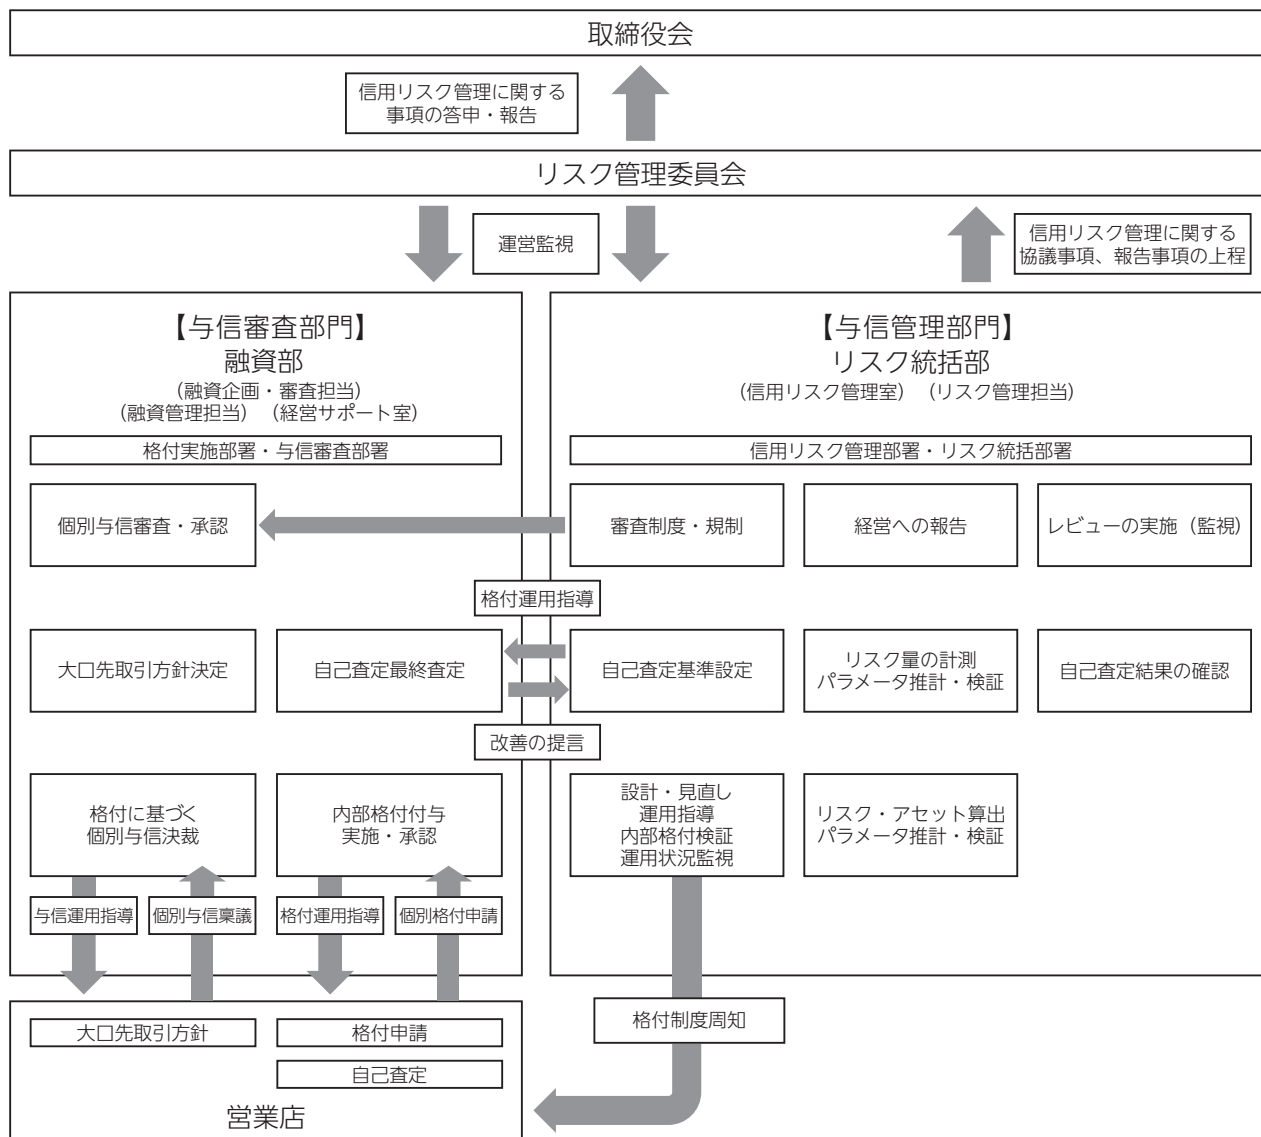 取締役会
信用リスク管理に関する
事項の答申・報告
リスク管理委員会
運営監視
信用リスク管理に関する
協議事項、報告事項の上程
【与信審査部門】
融資部
(融資企画・審査担当)
(融資管理担当) (経営サポート室)
格付実施部署・与信審査部署
【与信管理部門】
リスク統括部
(信用リスク管理室) (リスク管理担当)
信用リスク管理部署・リスク統括部署
個別与信審査・承認
審査制度・規制
経営への報告
レビューの実施(監視)
格付運用指導
大口先取引方針決定
自己査定最終査定
自己査定基準設定
リスク量の計測
パラメータ推計・検証
自己査定結果の確認
改善の提言
格付に基づく
個別与信決裁
内部格付付与
実施・承認
設計・見直し
運用指導
内部格付検証
運用状況監視
リスク・アセット算出
パラメータ推計・検証
与信運用指導
個別与信稟議
格付運用指導
個別格付申請
大口先取引方針
格付申請
自己査定
営業店
格付制度周知